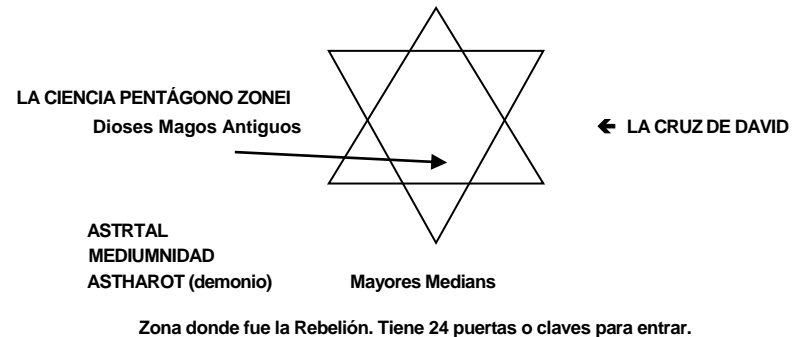 LA CIENCIA PENTÁGONO ZONEI
Dioses Magos Antiguos
🡸 LA CRUZ DE DAVID
ASTRTAL
MEDIUMNIDAD
ASTHAROT (demonio) Mayores Medians
Zona donde fue la Rebelión. Tiene 24 puertas o claves para entrar.